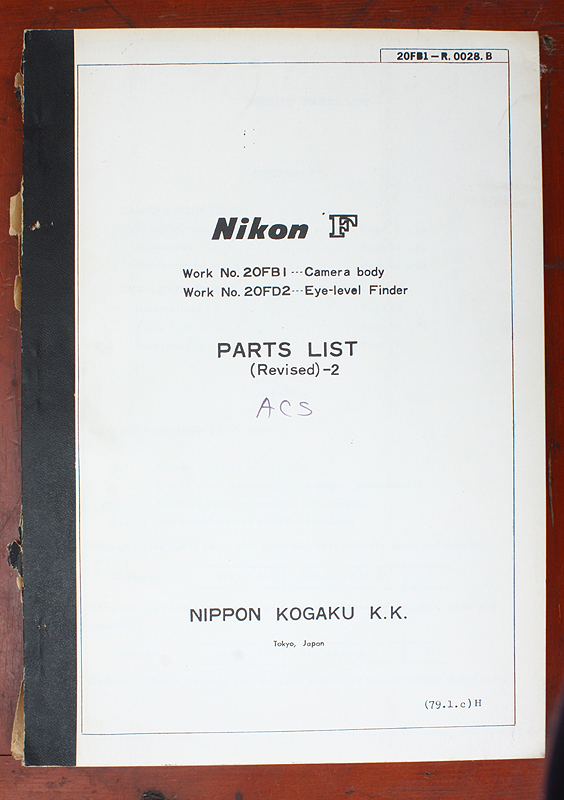 20FB1-R.0028.B
Nikon F
Work No. 20FB1---Camera body
Work No. 20FD2---Eye-level Finder
PARTS LIST
(Revised)-2
ACS
NIPPON KOGAKU K.K.
Tokyo, Japan
(79.1.c)H